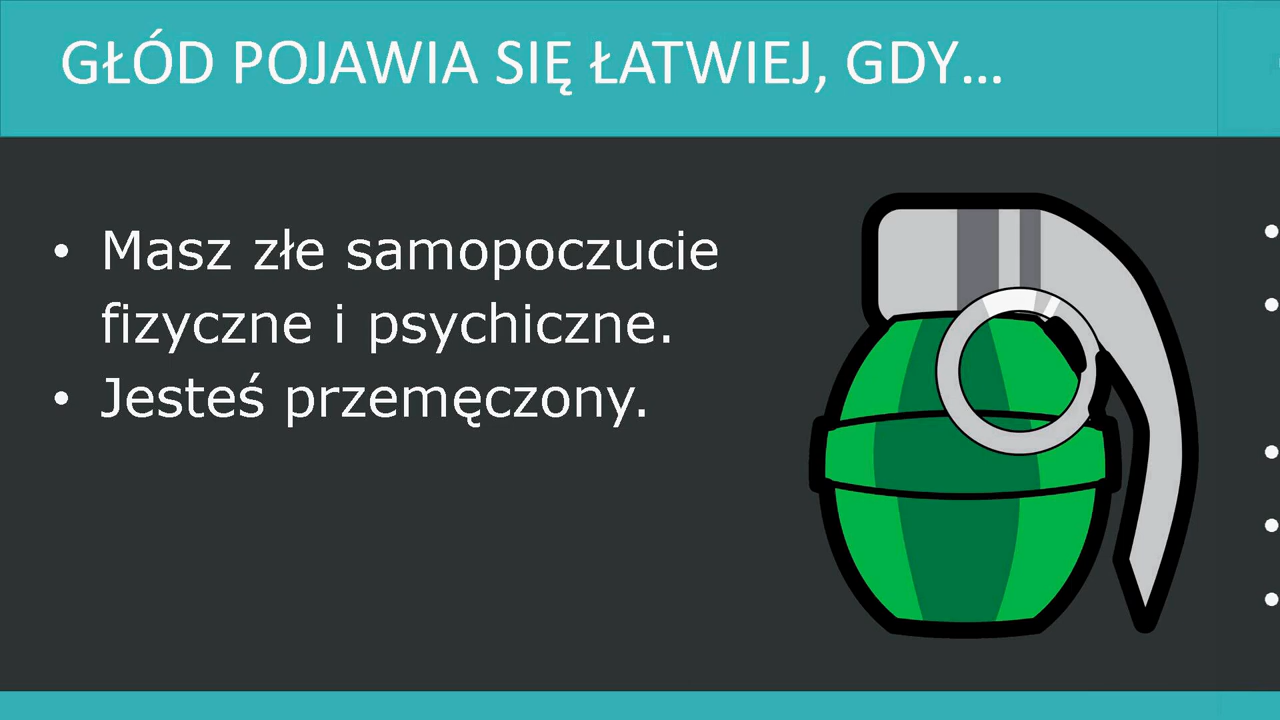 GŁÓD POJAWIA SIĘ ŁATWIEJ, GDY...
• Masz złe samopoczucie
fizyczne i psychiczne.
• Jesteś przemęczony.